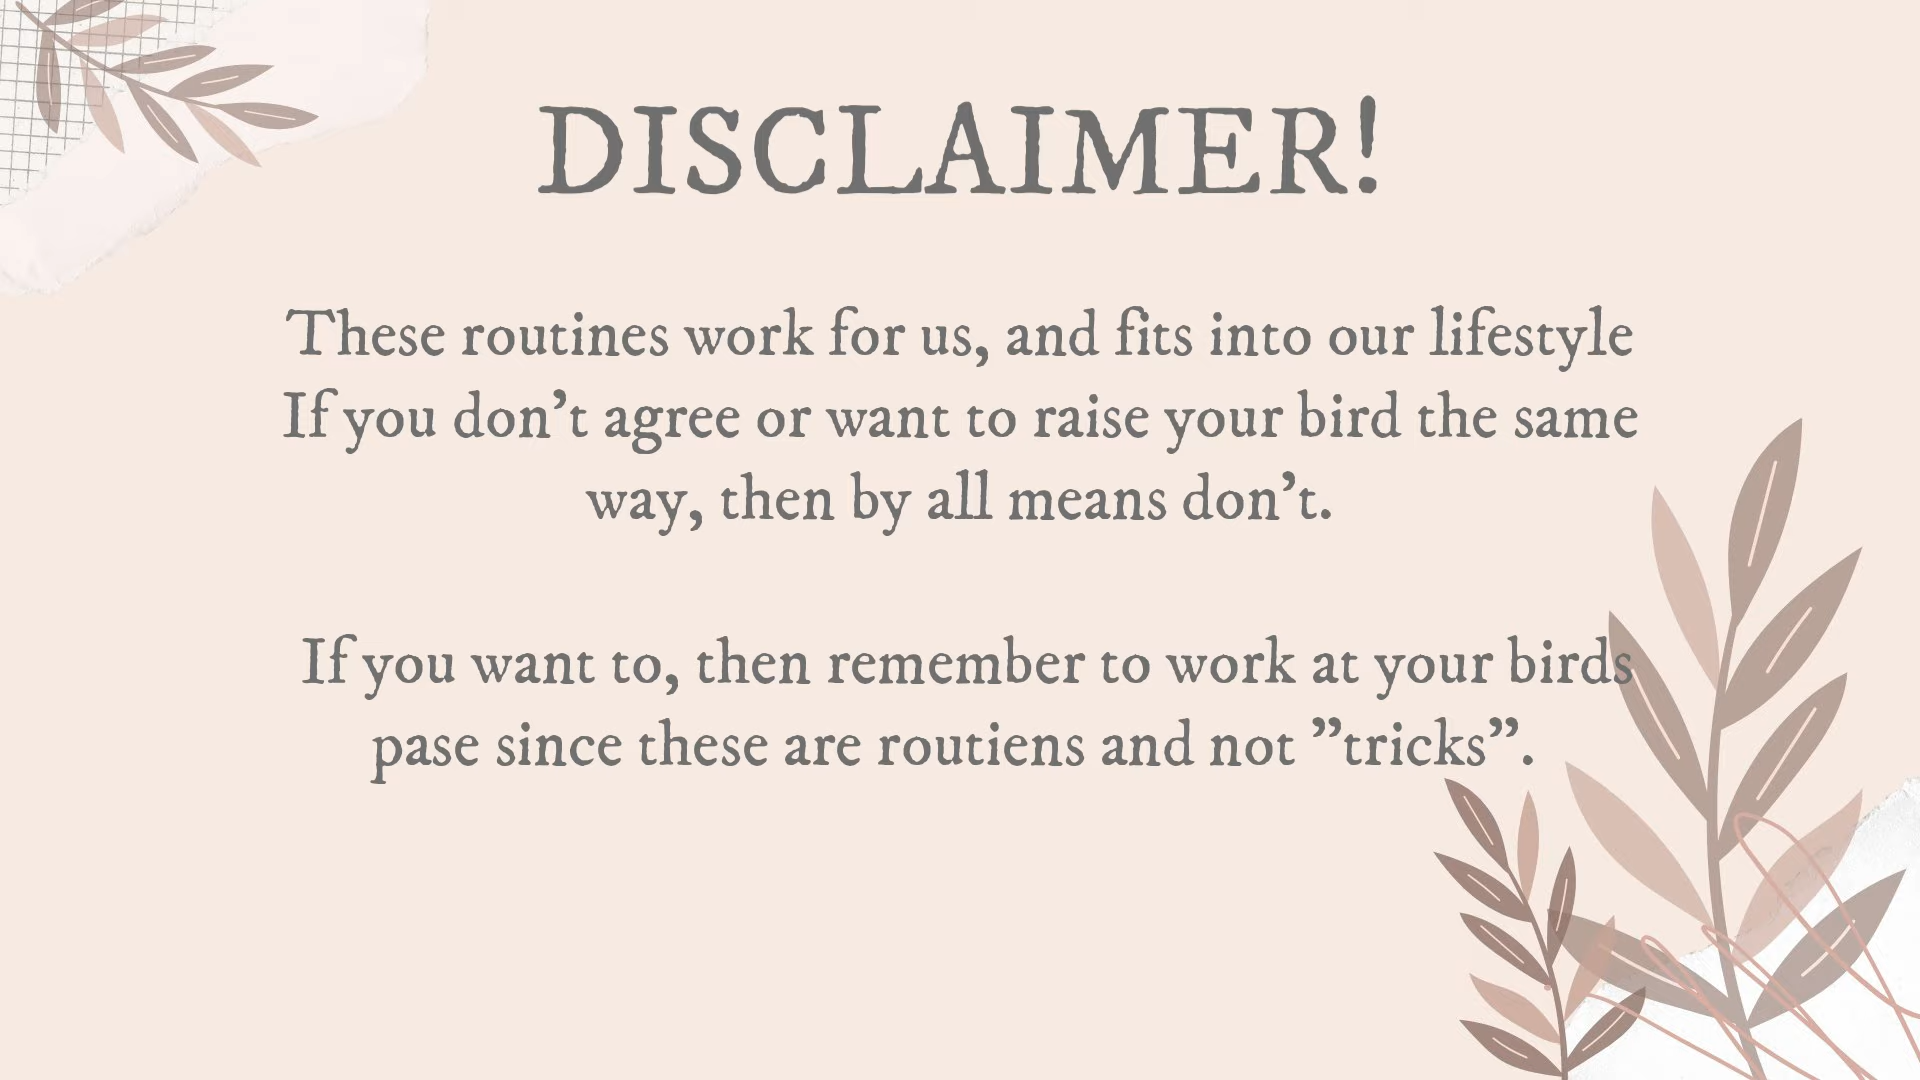 DISCLAIMER!
These routines work for us, and fits into our lifestyle
If you don’t agree or want to raise your bird the same
way, then by all means don’t.
If you want to, then remember to work at your birds
pase since these are routiens and not ”tricks”.